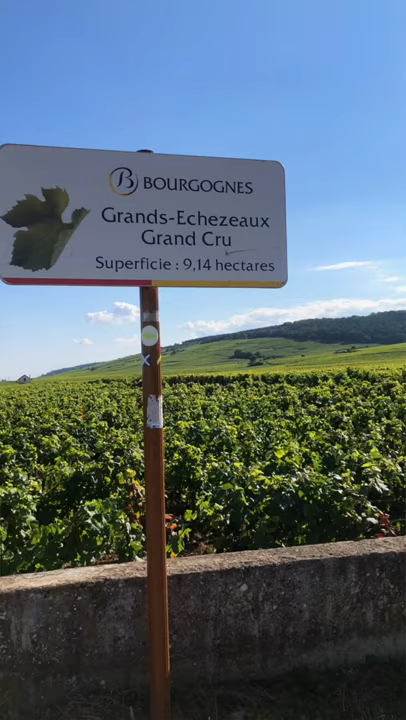 B BOURGOGNES
Grands-Echezeaux
Grand Cru
Superficie : 9,14 hectares